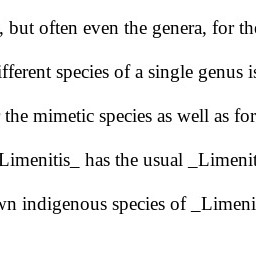 , but often even the genera, for the
ifferent species of a single genus is
the mimetic species as well as for
Limenitis_ has the usual _Limenit
wn indigenous species of _Limeni